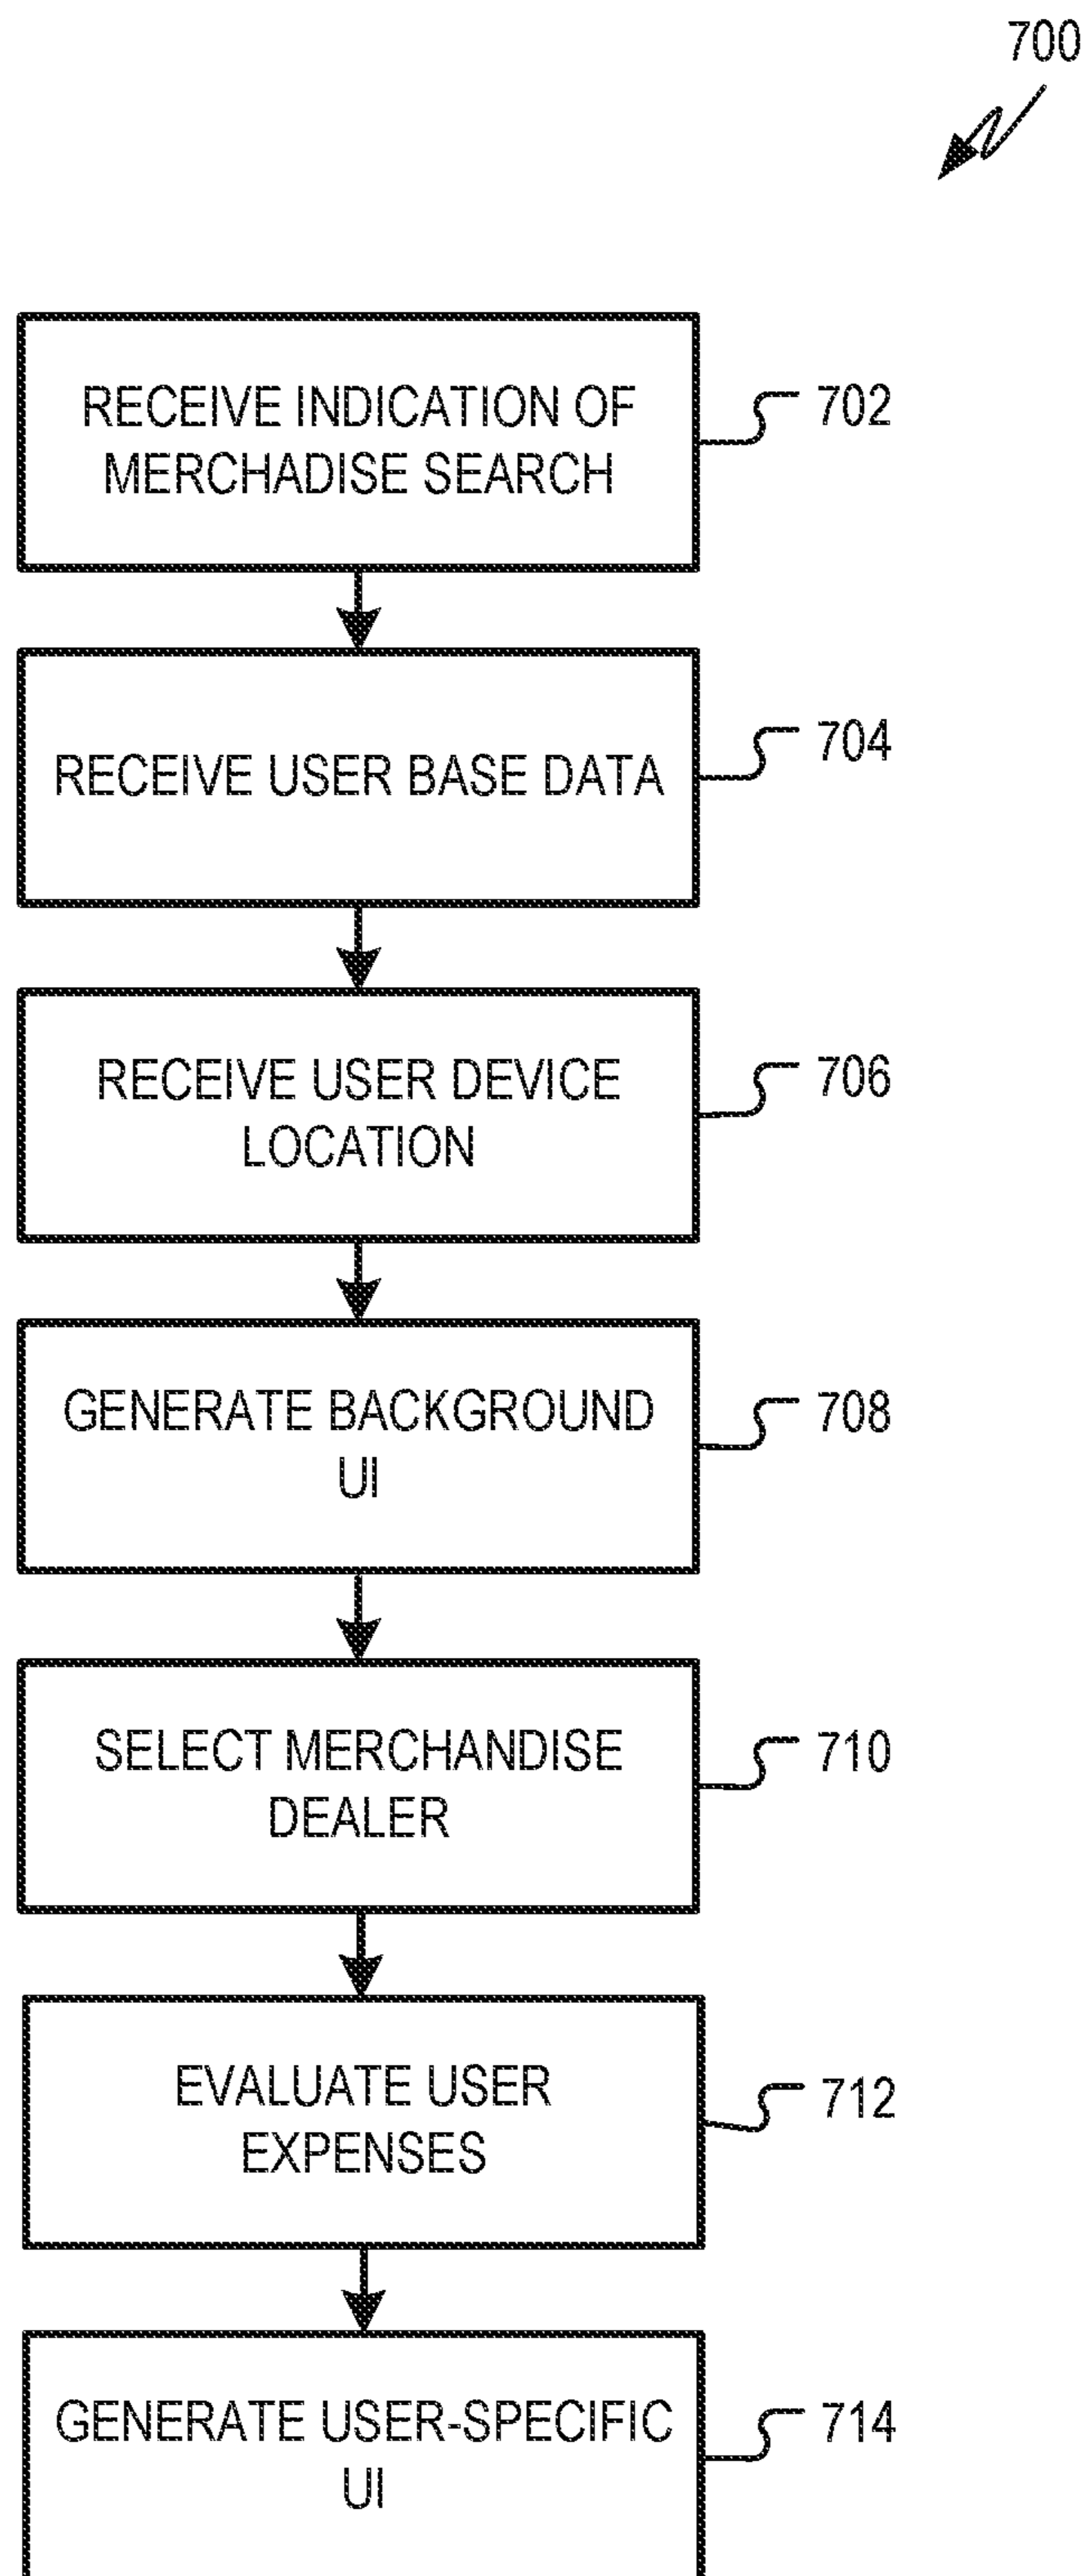 700
RECEIVE INDICATION OF
MERCHADISE SEARCH
702
RECEIVE USER BASE DATA
704
RECEIVE USER DEVICE
LOCATION
706
GENERATE BACKGROUND
UI
708
SELECT MERCHANDISE
DEALER
710
EVALUATE USER
EXPENSES
712
GENERATE USER-SPECIFIC
UI
714